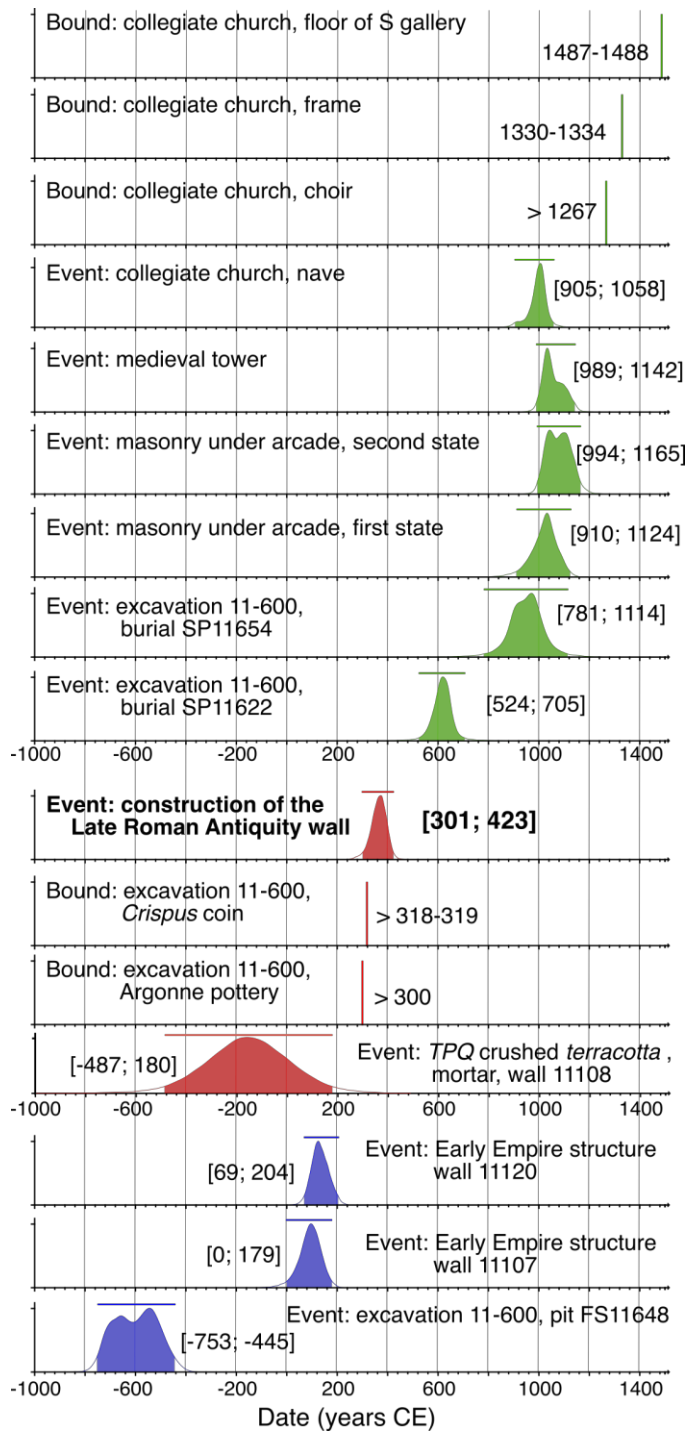 Bound: collegiate church, floor of S gallery
1487-1488
Bound: collegiate church, frame
1330-1334
Bound: collegiate church, choir
> 1267
Event: collegiate church, nave
[905; 1058]
Event: medieval tower
[989; 1142]
Event: masonry under arcade, second state
[994; 1165]
Event: masonry under arcade, first state
[910; 1124]
Event: excavation 11-600,
burial SP11654
[781; 1114]
Event: excavation 11-600,
burial SP11622
[524; 705]
-1000 -600 -200 200 600 1000 1400
Event: construction of the
Late Roman Antiquity wall
[301; 423]
Bound: excavation 11-600,
Crispus coin
> 318-319
Bound: excavation 11-600,
Argonne pottery
> 300
[-487; 180]
Event: TPQ crushed terracotta ,
mortar, wall 11108
-1000 -600 -200 200 600 1000 1400
Event: Early Empire structure
wall 11120
[69; 204]
Event: Early Empire structure
wall 11107
[0; 179]
Event: excavation 11-600, pit FS11648
[-753; -445]
-1000 -600 -200 200 600 1000 1400
Date (years CE)